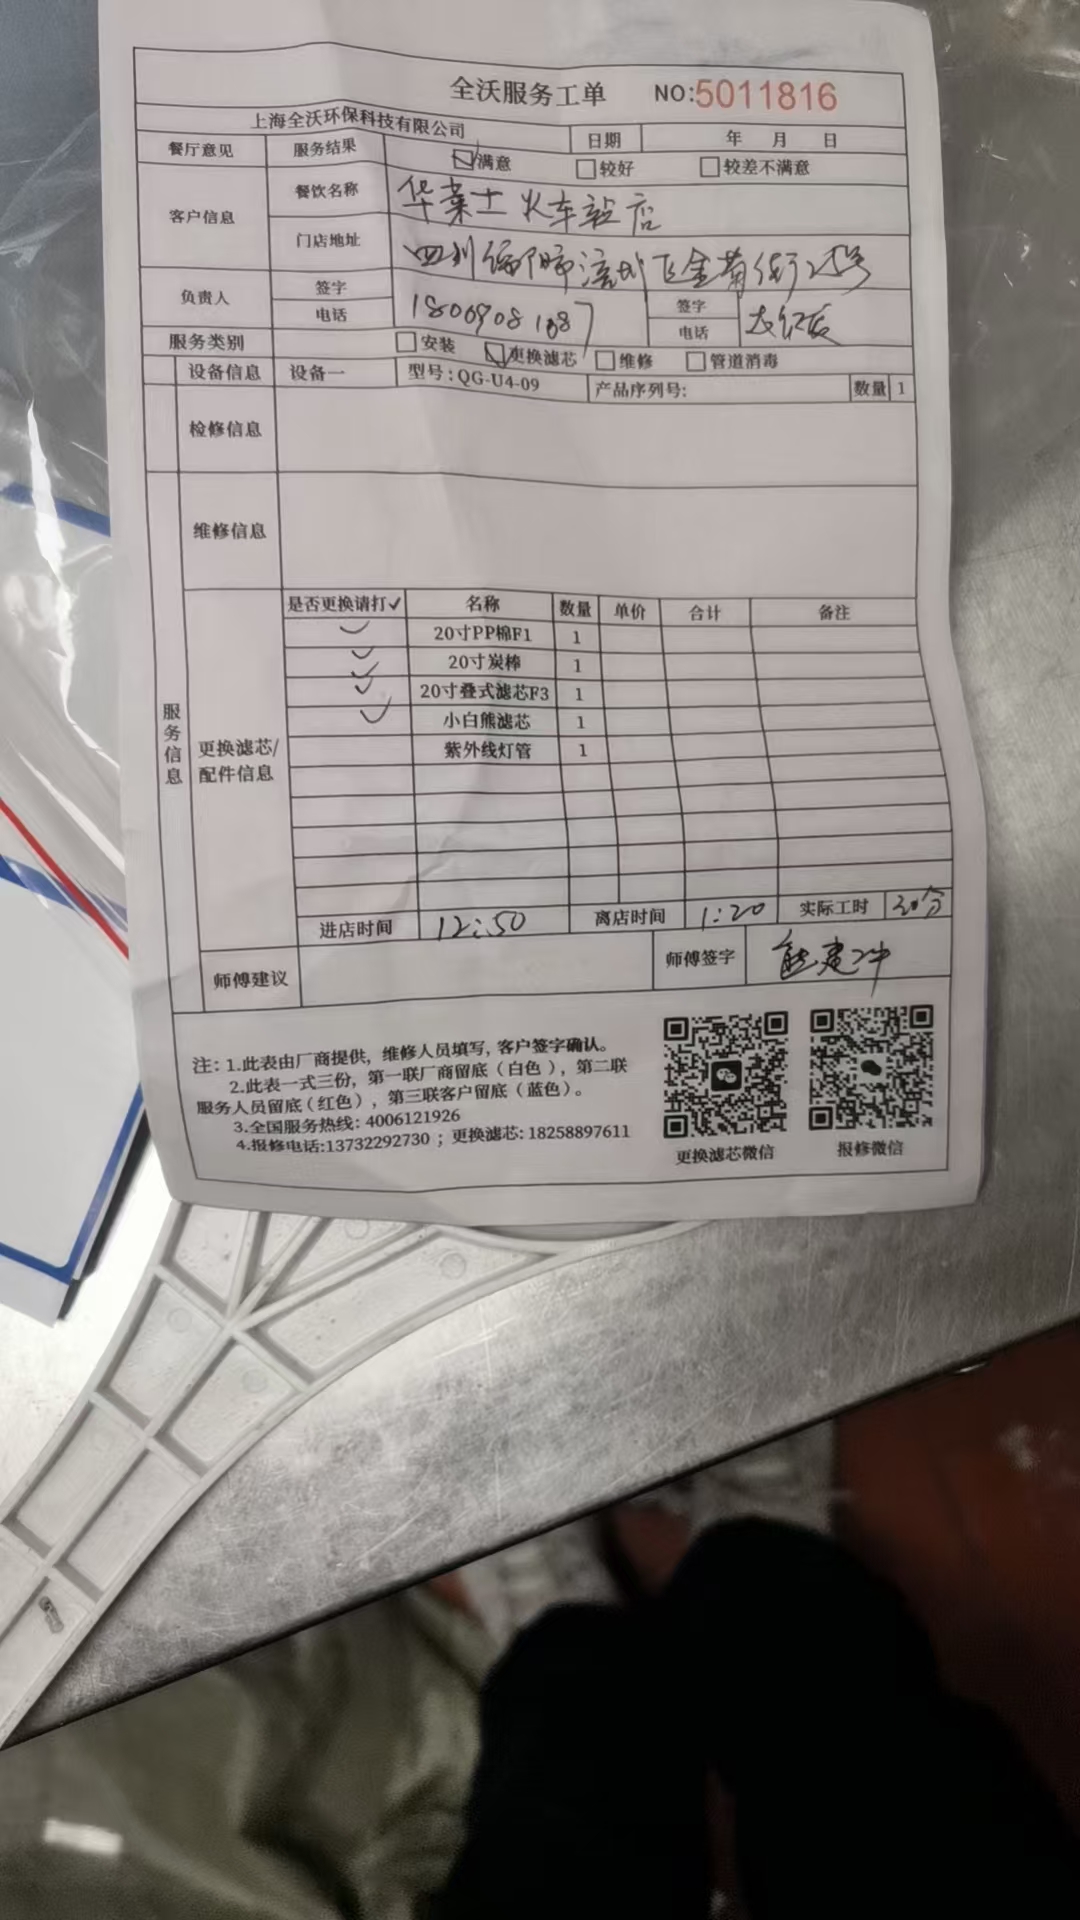 全沃服务工单 NO:5011816
上海全沃环保科技有限公司 日期 年 月 日
餐厅意见 服务结果 满意 较好 较差不满意
客户信息 餐饮名称 华莱士火车站店
门店地址 四川 25号
负责人 签字 签字
电话 电话
服务类别 安装 更换滤芯 维修 管道消毒
服务信息
设备信息 设备一 型号:QG-U4-09 产品序列号: 数量 1
检修信息
维修信息
更换滤芯/配件信息
是否更换请打✓ 名称 数量 单价 合计 备注
✓ 20寸PP棉F1 1
✓ 20寸炭棒 1
✓ 20寸叠式滤芯F3 1
✓ 小白熊滤芯 1
紫外线灯管 1
进店时间 12:50 离店时间 1:20 实际工时 30分
师傅建议 师傅签字 熊建冲
注: 1.此表由厂商提供, 维修人员填写, 客户签字确认。
2.此表一式三份, 第一联厂商留底(白色), 第二联
服务人员留底(红色), 第三联客户留底(蓝色)。
3.全国服务热线: 4006121926
4.报修电话:13732292730 ; 更换滤芯: 18258897611
更换滤芯微信 报修微信